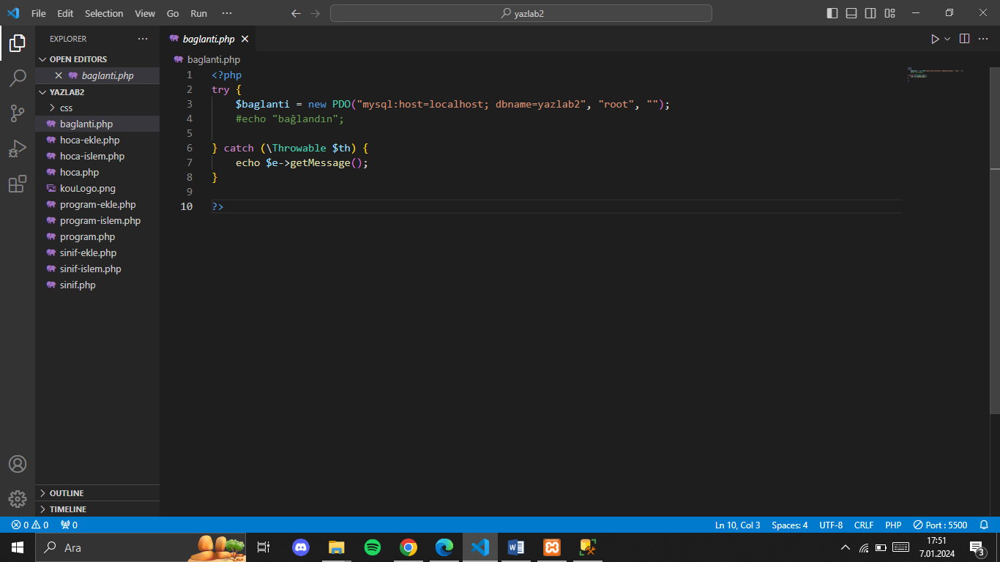 File Edit Selection View Go Run ···
yazlab2
EXPLORER ···
baglanti.php
OPEN EDITORS
baglanti.php
YAZLAB2
css
baglanti.php
hoca-ekle.php
hoca-islem.php
hoca.php
kouLogo.png
program-ekle.php
program-islem.php
program.php
sinif-ekle.php
sinif-islem.php
sinif.php
OUTLINE
TIMELINE
baglanti.php
1 <?php
2 try {
3 $baglanti = new PDO("mysql:host=localhost; dbname=yazlab2", "root", "");
4 #echo "bağlandın";
5
6 } catch (\Throwable $th) {
7 echo $e->getMessage();
8 }
9
10 ?>
0 0 0
Ln 10, Col 3 Spaces: 4 UTF-8 CRLF PHP Port : 5500
Ara
17:51
7.01.2024
3